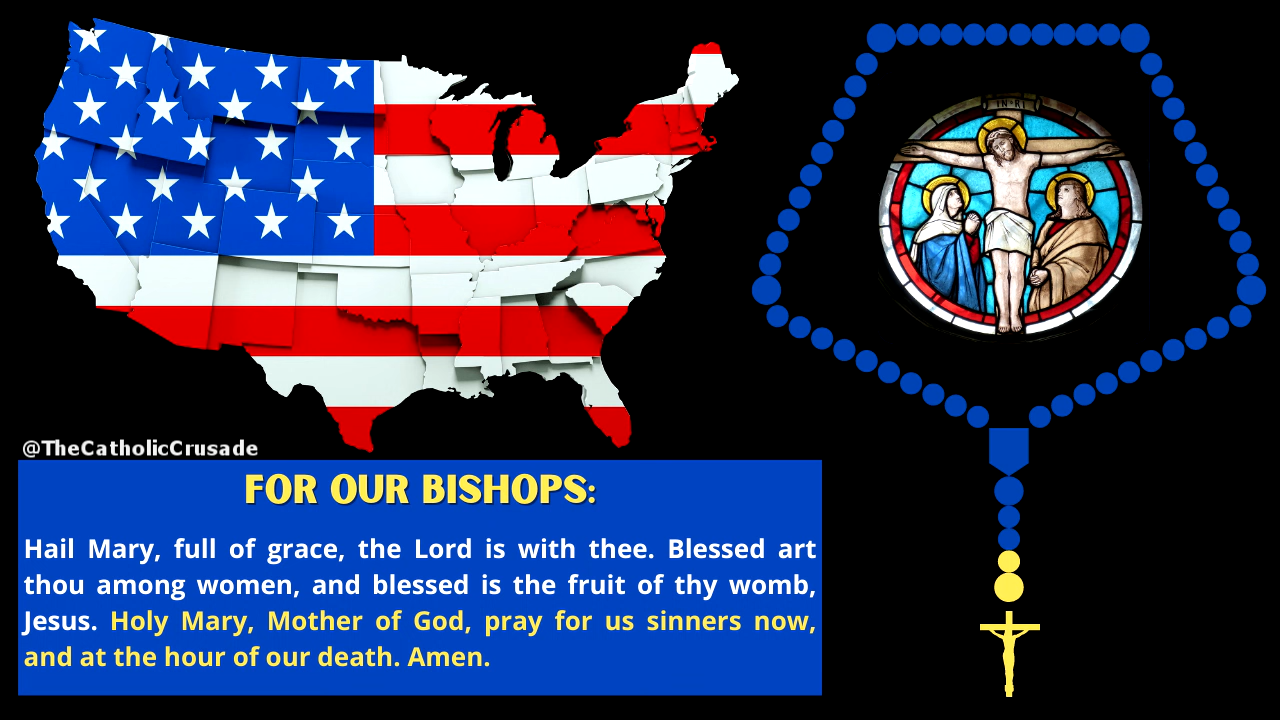 IN·RI
@TheCatholicCrusade
FOR OUR BISHOPS:
Hail Mary, full of grace, the Lord is with thee. Blessed art
thou among women, and blessed is the fruit of thy womb,
Jesus. Holy Mary, Mother of God, pray for us sinners now,
and at the hour of our death. Amen.